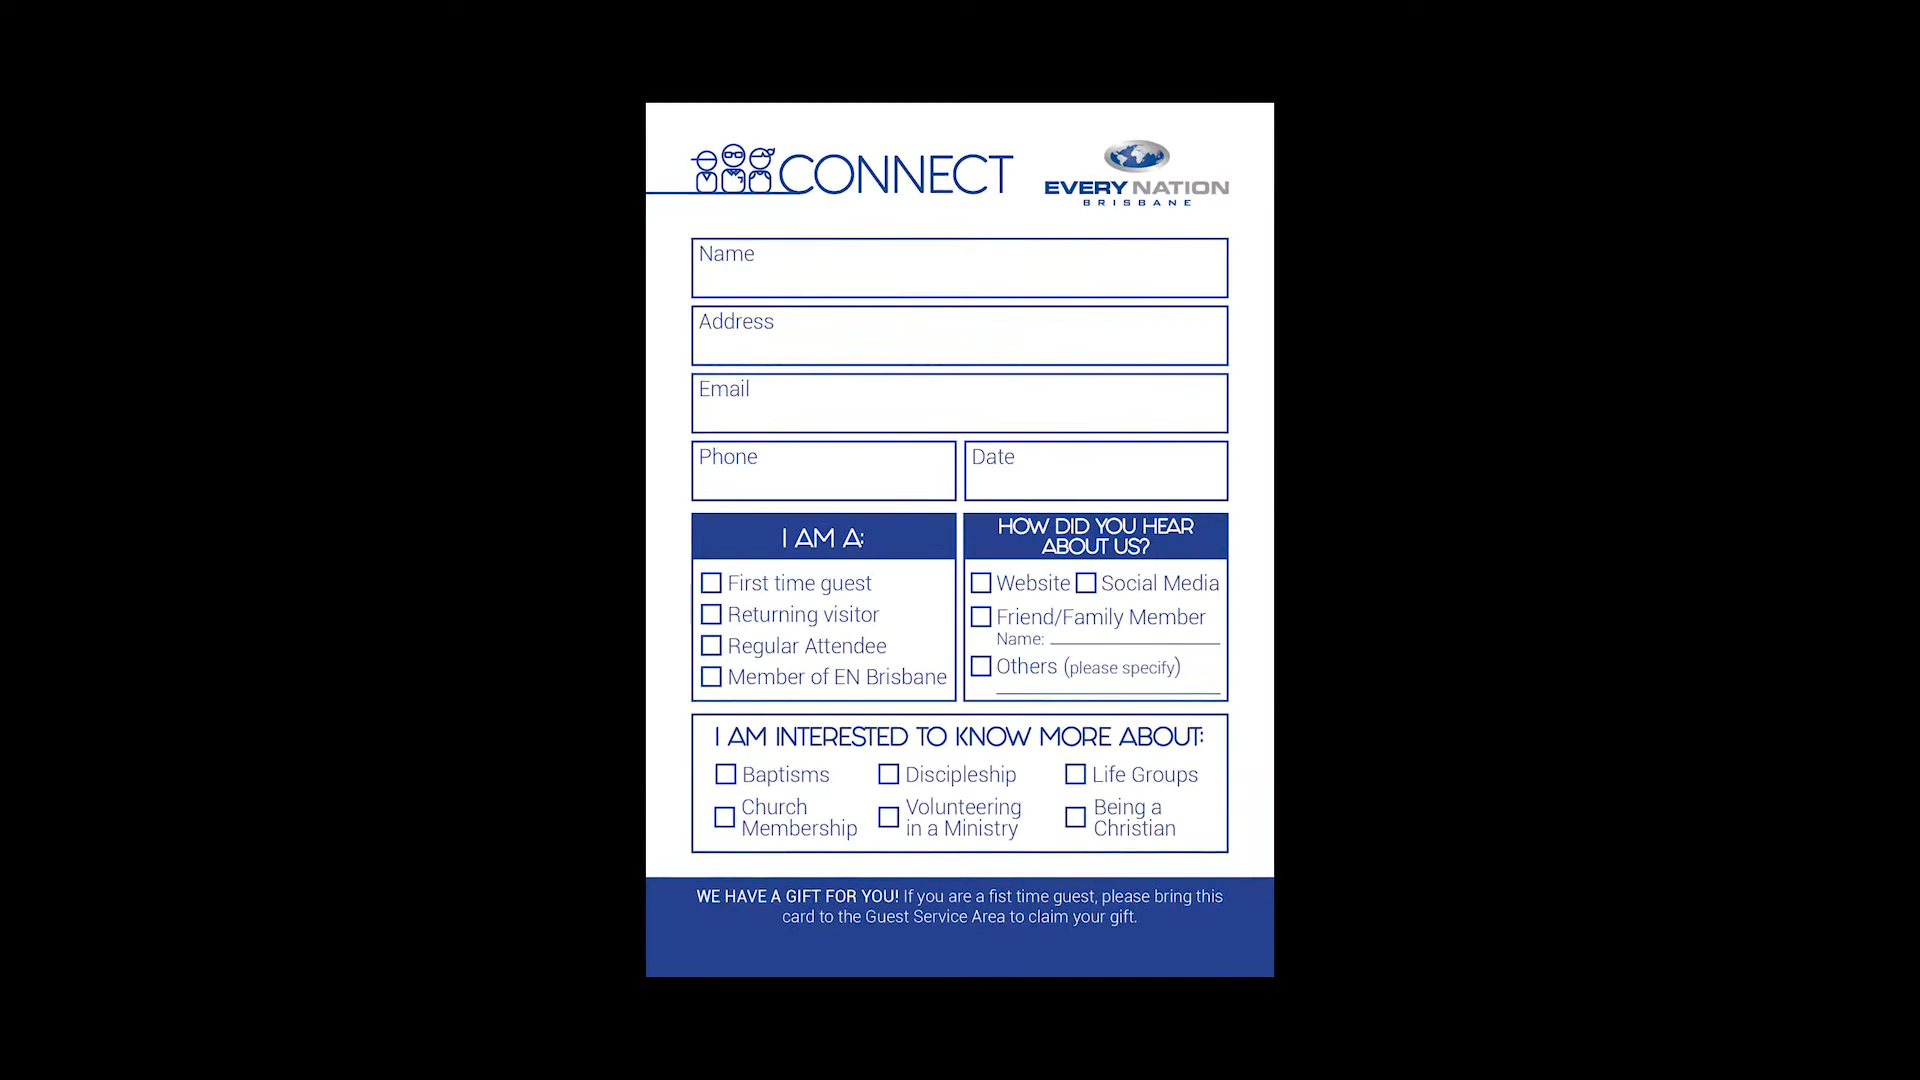 CONNECT
EVERY NATION
BRISBANE
Name
Address
Email
Phone
Date
I AM A:
First time guest
Returning visitor
Regular Attendee
Member of EN Brisbane
HOW DID YOU HEAR
ABOUT US?
Website Social Media
Friend/Family Member
Name:
Others (please specify)
I AM INTERESTED TO KNOW MORE ABOUT:
Baptisms Discipleship Life Groups
Church
Membership
Volunteering
in a Ministry
Being a
Christian
WE HAVE A GIFT FOR YOU! If you are a fist time guest, please bring this
card to the Guest Service Area to claim your gift.